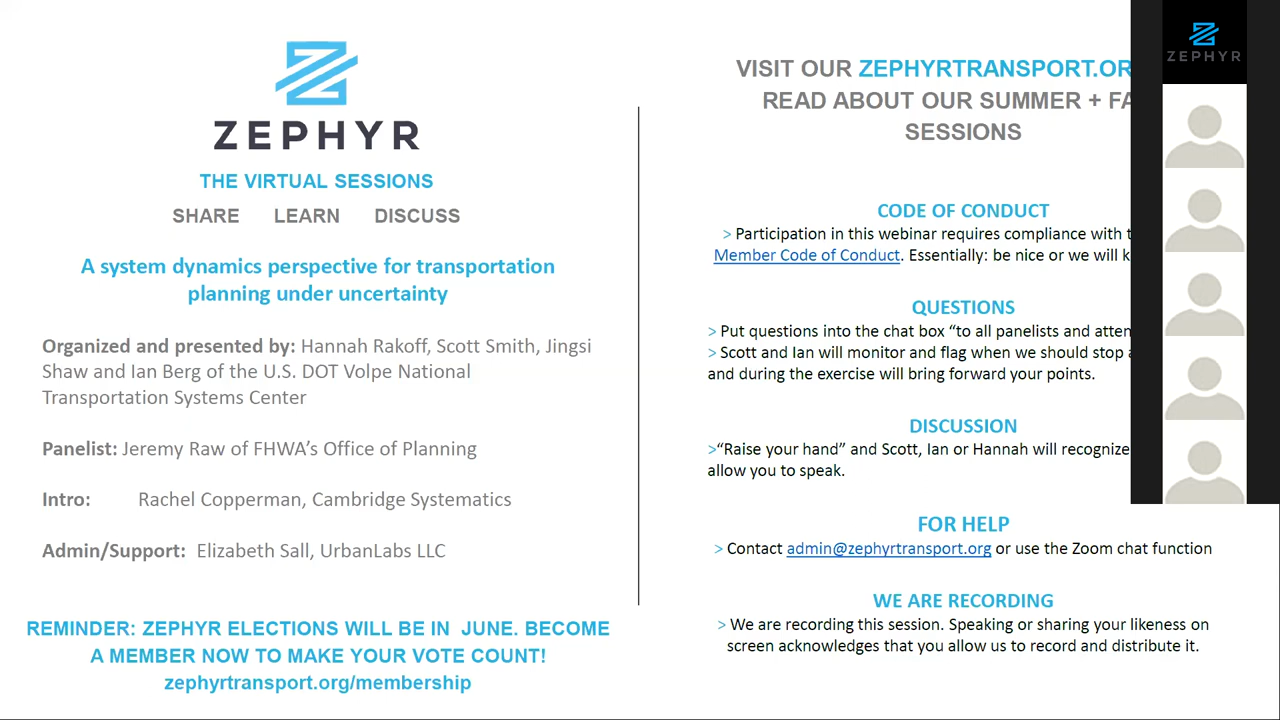 ZEPHYR
THE VIRTUAL SESSIONS
SHARE LEARN DISCUSS
A system dynamics perspective for transportation
planning under uncertainty
Organized and presented by: Hannah Rakoff, Scott Smith, Jingsi
Shaw and Ian Berg of the U.S. DOT Volpe National
Transportation Systems Center
Panelist: Jeremy Raw of FHWA's Office of Planning
Intro: Rachel Copperman, Cambridge Systematics
Admin/Support: Elizabeth Sall, UrbanLabs LLC
REMINDER: ZEPHYR ELECTIONS WILL BE IN JUNE. BECOME
A MEMBER NOW TO MAKE YOUR VOTE COUNT!
zephyrtransport.org/membership
VISIT OUR ZEPHYRTRANSPORT.OR
READ ABOUT OUR SUMMER +
SESSIONS
CODE OF CONDUCT
> Participation in this webinar requires compliance with
Member Code of Conduct. Essentially: be nice or we will
QUESTIONS
> Put questions into the chat box “to all panelists and
> Scott and Ian will monitor and flag when we should stop
and during the exercise will bring forward your points.
DISCUSSION
>“Raise your hand” and Scott, Ian or Hannah will recognize
allow you to speak.
FOR HELP
> Contact admin@zephyrtransport.org or use the Zoom chat function
WE ARE RECORDING
> We are recording this session. Speaking or sharing your likeness on
screen acknowledges that you allow us to record and distribute it.
ZEPHYR